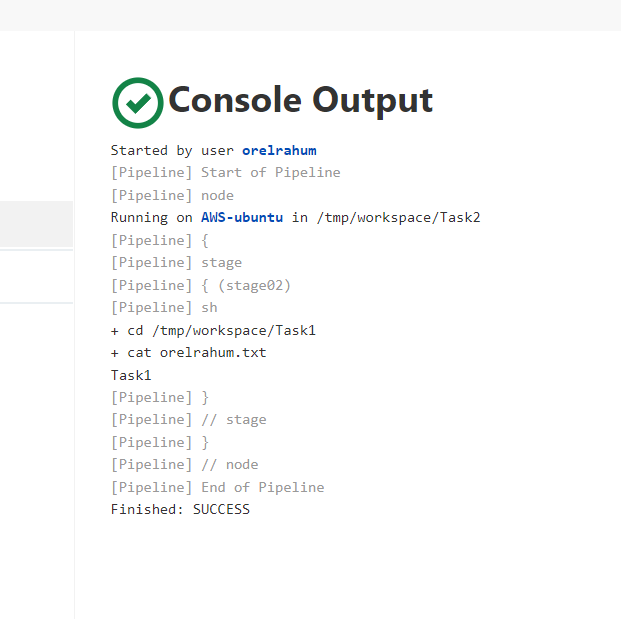 Console Output
Started by user orelrahum
[Pipeline] Start of Pipeline
[Pipeline] node
Running on AWS-ubuntu in /tmp/workspace/Task2
[Pipeline] {
[Pipeline] stage
[Pipeline] { (stage02)
[Pipeline] sh
+ cd /tmp/workspace/Task1
+ cat orelrahum.txt
Task1
[Pipeline] }
[Pipeline] // stage
[Pipeline] }
[Pipeline] // node
[Pipeline] End of Pipeline
Finished: SUCCESS